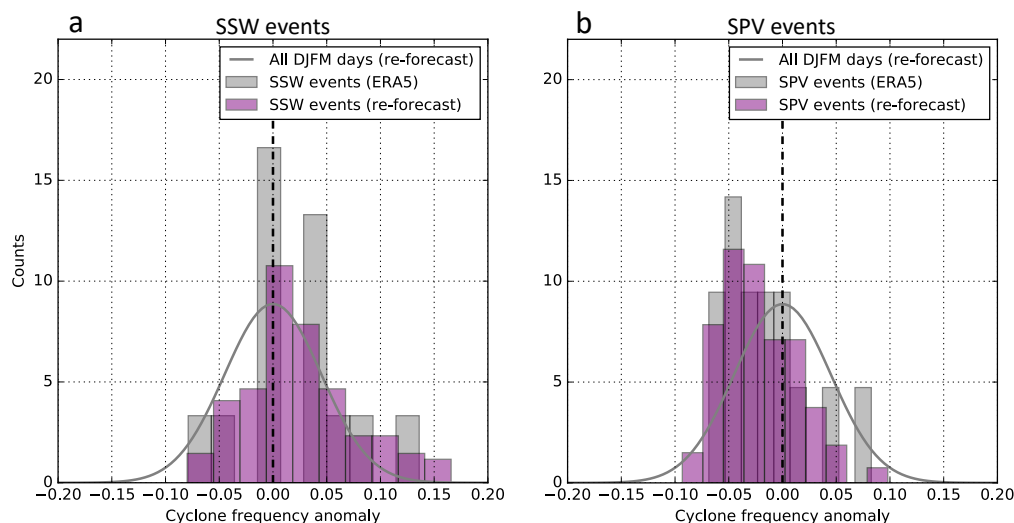 a
SSW events
All DJFM days (re-forecast)
SSW events (ERA5)
SSW events (re-forecast)
20
15
10
5
0
Counts
−0.20 −0.15 −0.10 −0.05 0.00 0.05 0.10 0.15 0.20
Cyclone frequency anomaly
b
SPV events
All DJFM days (re-forecast)
SPV events (ERA5)
SPV events (re-forecast)
20
15
10
5
0
−0.20 −0.15 −0.10 −0.05 0.00 0.05 0.10 0.15 0.20
Cyclone frequency anomaly